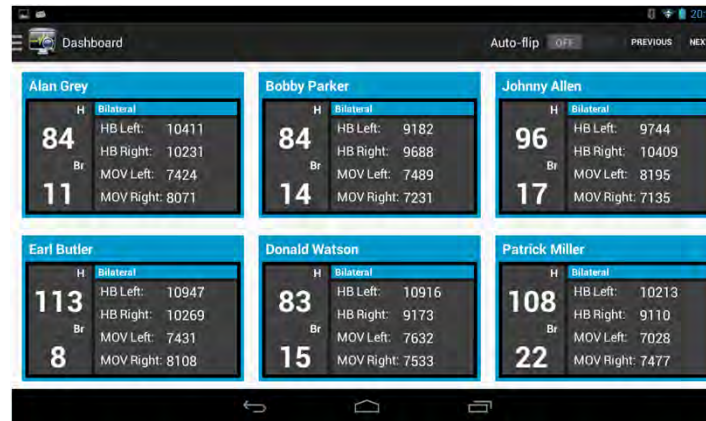 20:
Dashboard Auto-flip OFF PREVIOUS NEX
Alan Grey
H Bilateral
84
HB Left: 10411
HB Right: 10231
Br
MOV Left: 7424
11
MOV Right: 8071
Bobby Parker
H Bilateral
84
HB Left: 9182
HB Right: 9688
Br
MOV Left: 7489
14
MOV Right: 7231
Johnny Allen
H Bilateral
96
HB Left: 9744
HB Right: 10409
Br
MOV Left: 8195
17
MOV Right: 7135
Earl Butler
H Bilateral
113
HB Left: 10947
HB Right: 10269
Br
MOV Left: 7431
8
MOV Right: 8108
Donald Watson
H Bilateral
83
HB Left: 10916
HB Right: 9173
Br
MOV Left: 7632
15
MOV Right: 7533
Patrick Miller
H Bilateral
108
HB Left: 10213
HB Right: 9110
Br
MOV Left: 7028
22
MOV Right: 7477